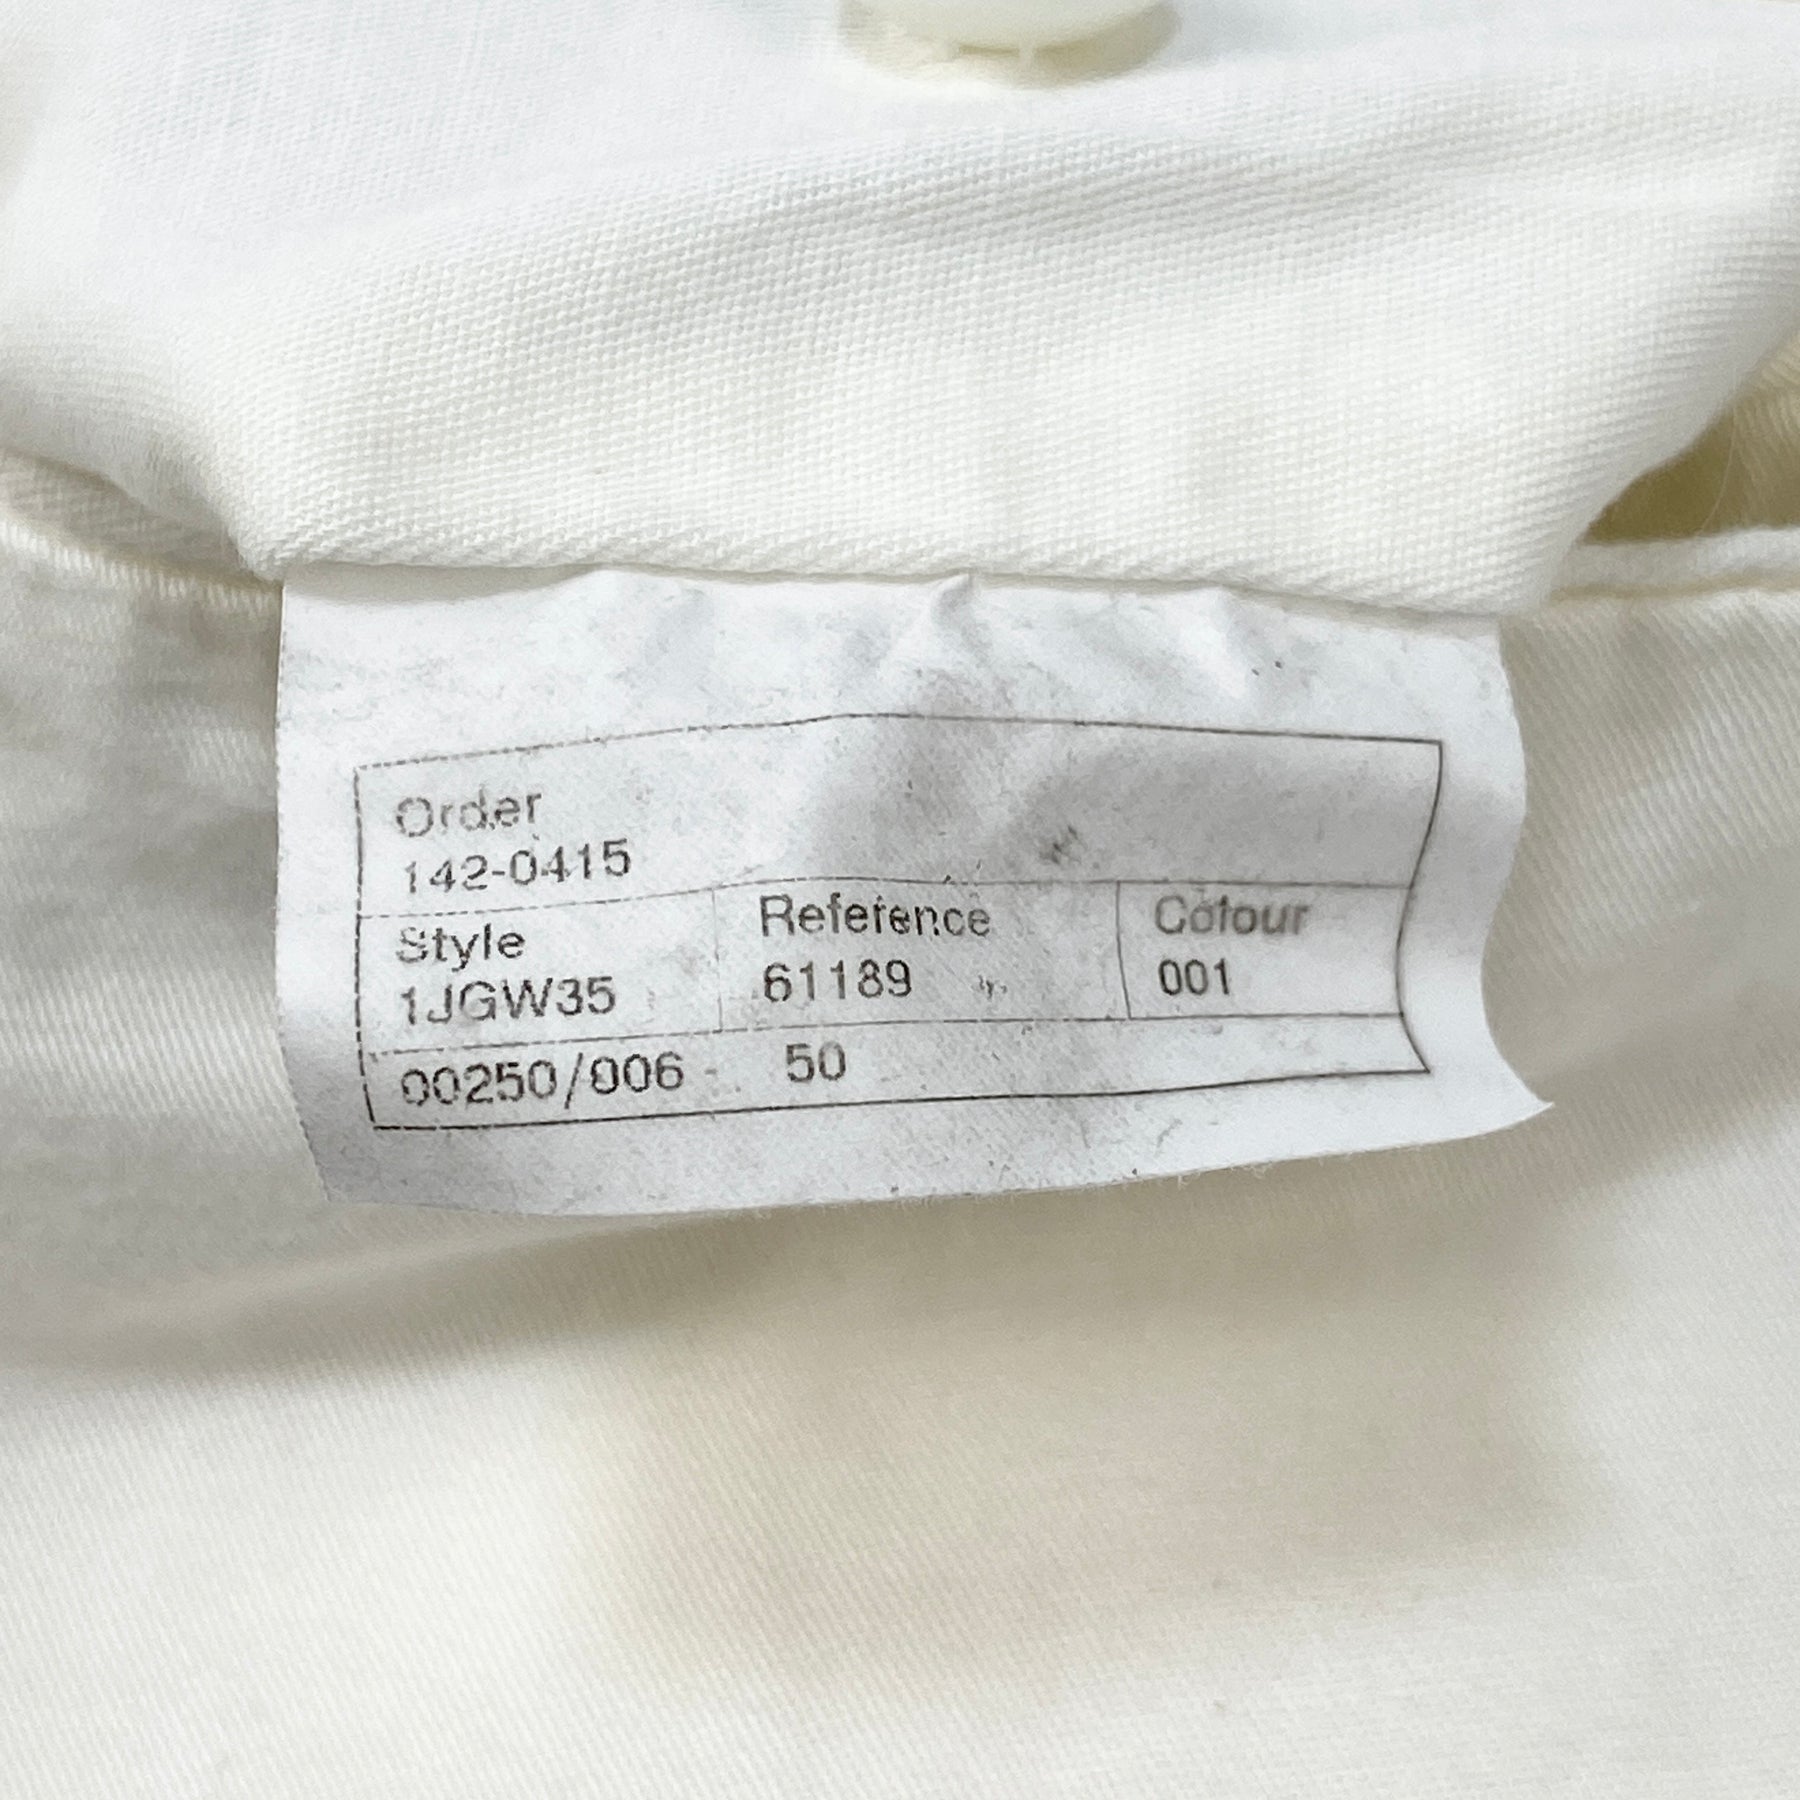 Order
142-0415
Style Reference Colour
1JGW35 61189 001
00250/006 50